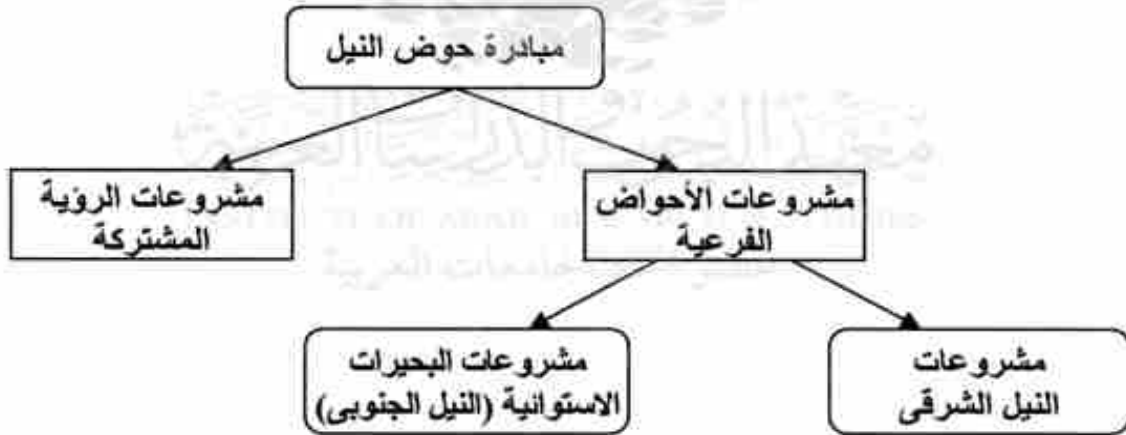 مبادرة حوض النيل
مشروعات الأحواض
الفرعية
مشروعات الرؤية
المشتركة
مشروعات
النيل الشرقى
مشروعات البحيرات
الاستوائية (النيل الجنوبى)